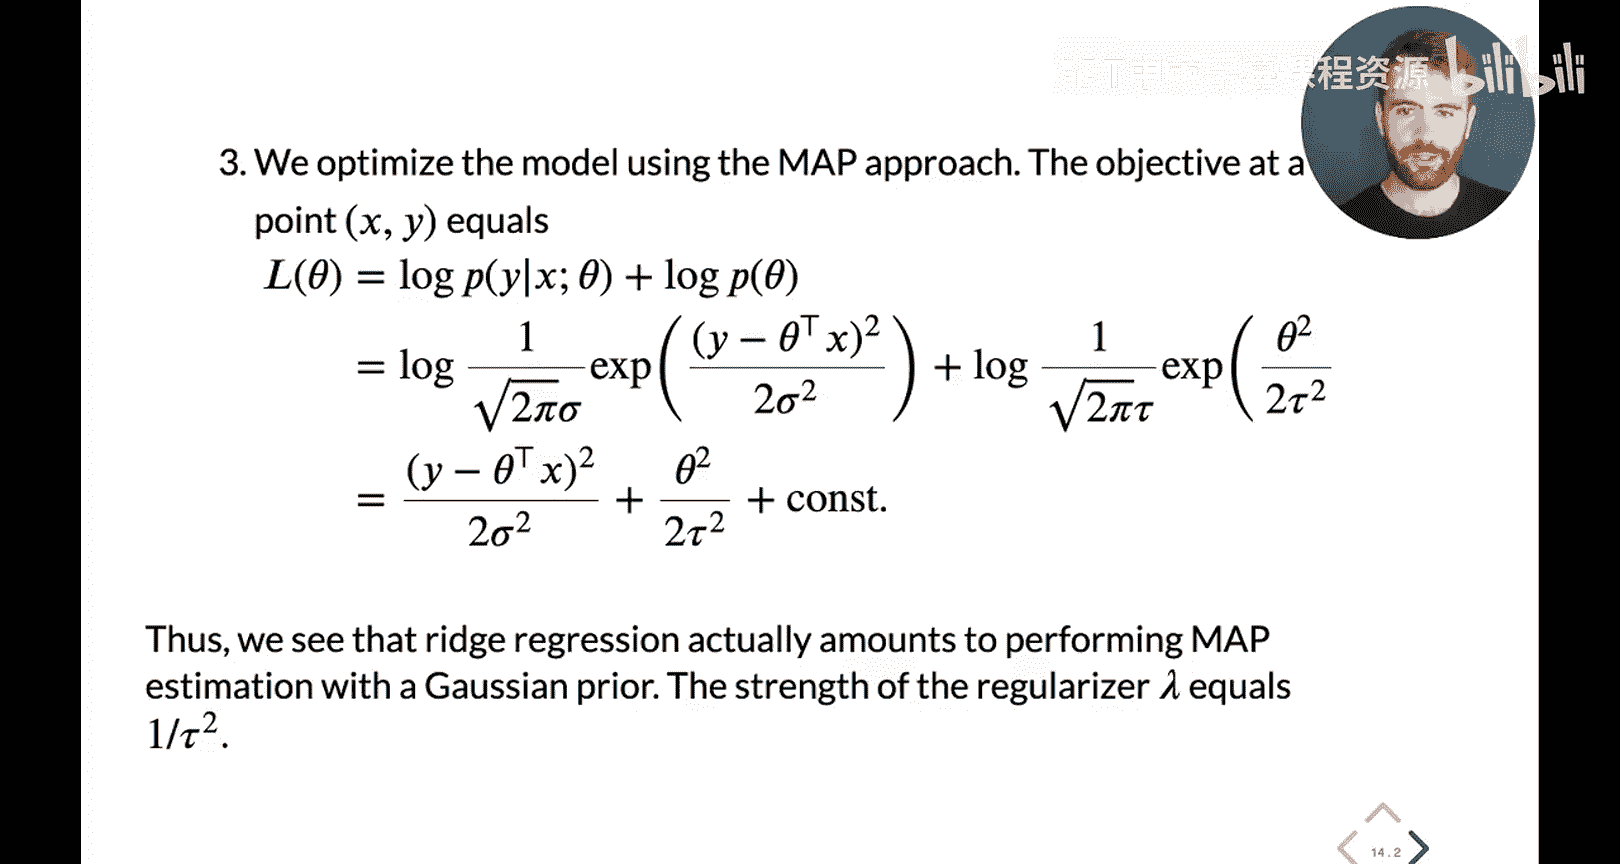 程资源 bilibili
3. We optimize the model using the MAP approach. The objective at a
point (x, y) equals
L(θ) = log p(y|x; θ) + log p(θ)
= log 1/√2πσ exp((y − θ⊤x)²/2σ²) + log 1/√2πτ exp(θ²/2τ²
= (y − θ⊤x)²/2σ² + θ²/2τ² + const.
Thus, we see that ridge regression actually amounts to performing MAP
estimation with a Gaussian prior. The strength of the regularizer λ equals
1/τ².
14.2